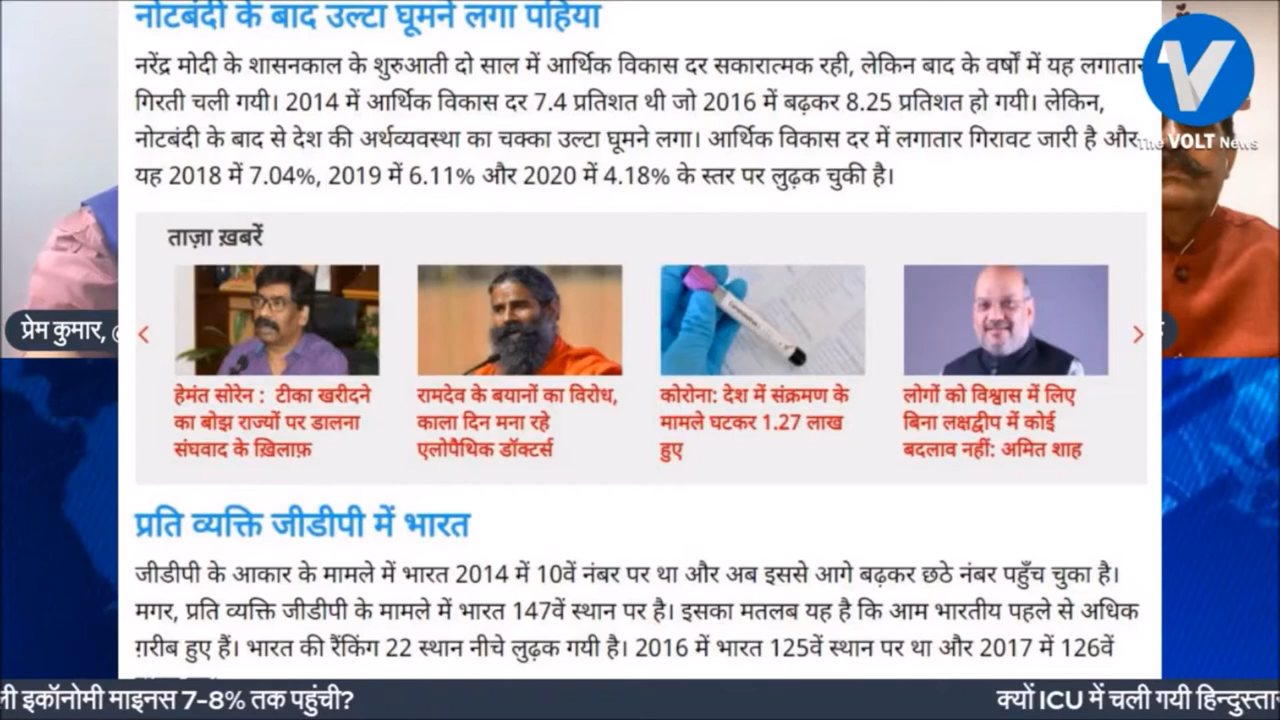 नोटबंदी के बाद उल्टा घूमने लगा पहिया
नरेंद्र मोदी के शासनकाल के शुरुआती दो साल में आर्थिक विकास दर सकारात्मक रही, लेकिन बाद के वर्षों में यह लगातार
गिरती चली गयी। 2014 में आर्थिक विकास दर 7.4 प्रतिशत थी जो 2016 में बढ़कर 8.25 प्रतिशत हो गयी। लेकिन,
नोटबंदी के बाद से देश की अर्थव्यवस्था का चक्का उल्टा घूमने लगा। आर्थिक विकास दर में लगातार गिरावट जारी है और
यह 2018 में 7.04%, 2019 में 6.11% और 2020 में 4.18% के स्तर पर लुढ़क चुकी है।
The VOLT News
ताज़ा ख़बरें
हेमंत सोरेन : टीका खरीदने
का बोझ राज्यों पर डालना
संघवाद के ख़िलाफ़
रामदेव के बयानों का विरोध,
काला दिन मना रहे
एलोपैथिक डॉक्टर्स
कोरोना: देश में संक्रमण के
मामले घटकर 1.27 लाख
हुए
लोगों को विश्वास में लिए
बिना लक्षद्वीप में कोई
बदलाव नहीं: अमित शाह
प्रेम कुमार,
प्रति व्यक्ति जीडीपी में भारत
जीडीपी के आकार के मामले में भारत 2014 में 10वें नंबर पर था और अब इससे आगे बढ़कर छठे नंबर पहुँच चुका है।
मगर, प्रति व्यक्ति जीडीपी के मामले में भारत 147वें स्थान पर है। इसका मतलब यह है कि आम भारतीय पहले से अधिक
ग़रीब हुए हैं। भारत की रैंकिंग 22 स्थान नीचे लुढ़क गयी है। 2016 में भारत 125वें स्थान पर था और 2017 में 126वें
ली इकॉनोमी माइनस 7-8% तक पहुंची?
क्यों ICU में चली गयी हिन्दुस्ता